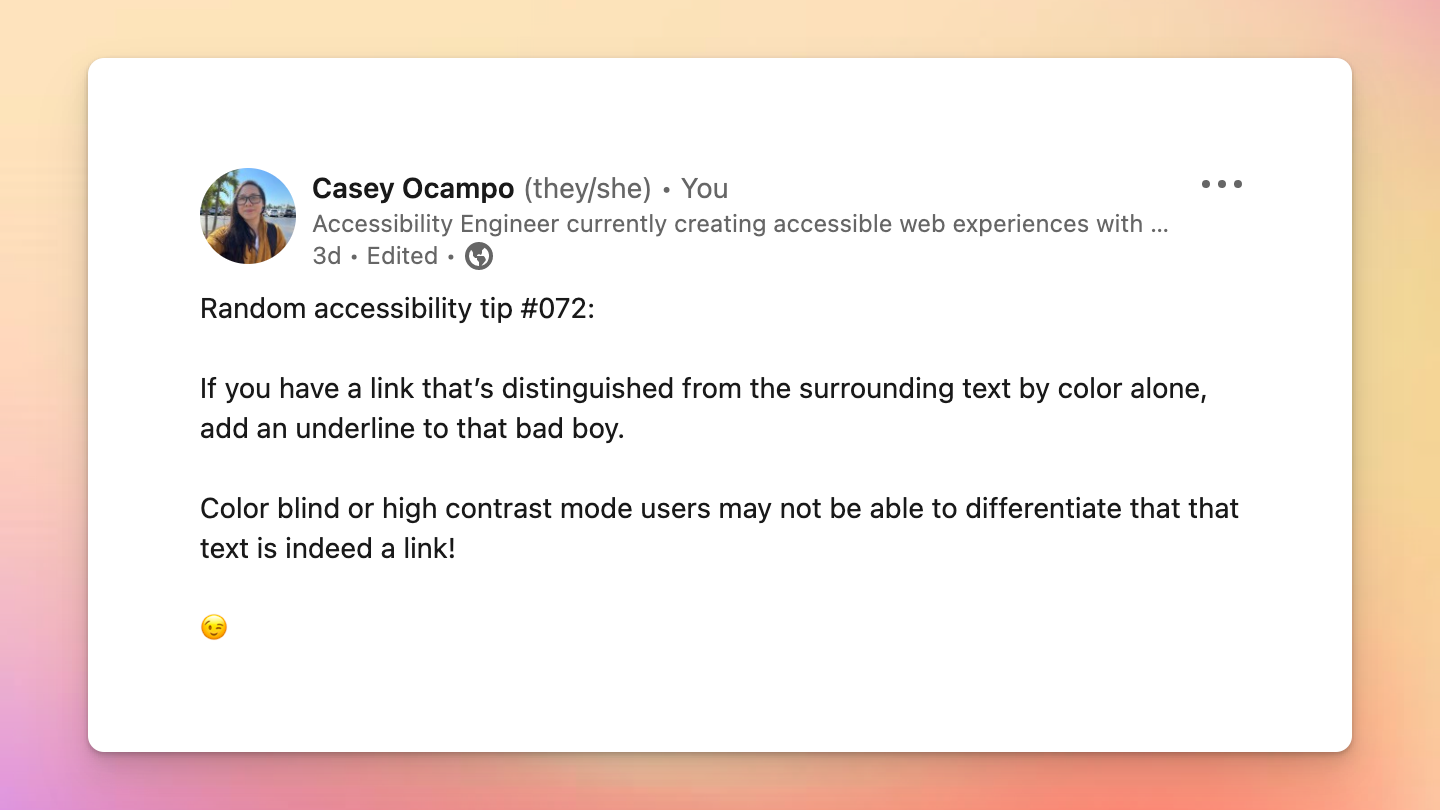 Casey Ocampo (they/she) • You
Accessibility Engineer currently creating accessible web experiences with ...
3d • Edited •
Random accessibility tip #072:
If you have a link that’s distinguished from the surrounding text by color alone,
add an underline to that bad boy.
Color blind or high contrast mode users may not be able to differentiate that that
text is indeed a link!
😉